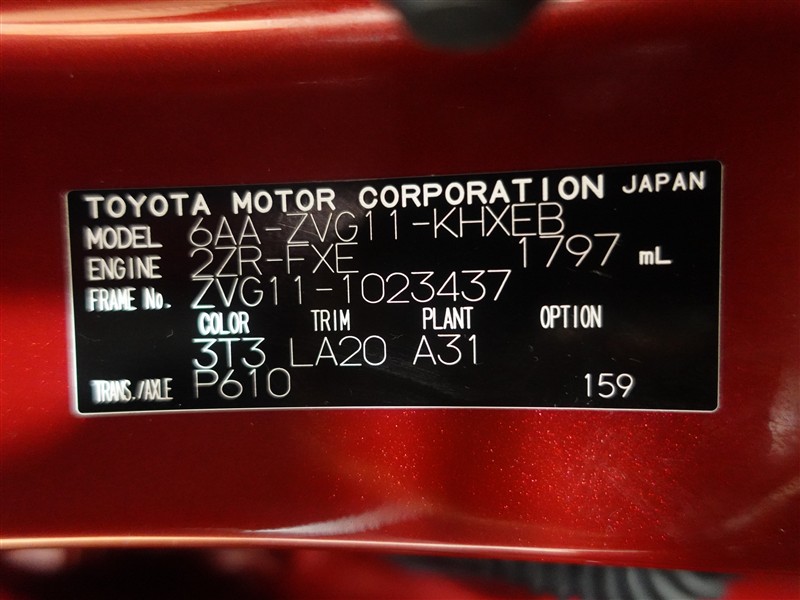 TOYOTA MOTOR CORPORATION JAPAN
MODEL 6AA-ZVG11-KHXEB
ENGINE 2ZR-FXE 1797 mL
FRAME No. ZVG11-1023437
COLOR TRIM PLANT OPTION
3T3 LA20 A31
TRANS./AXLE P610 159